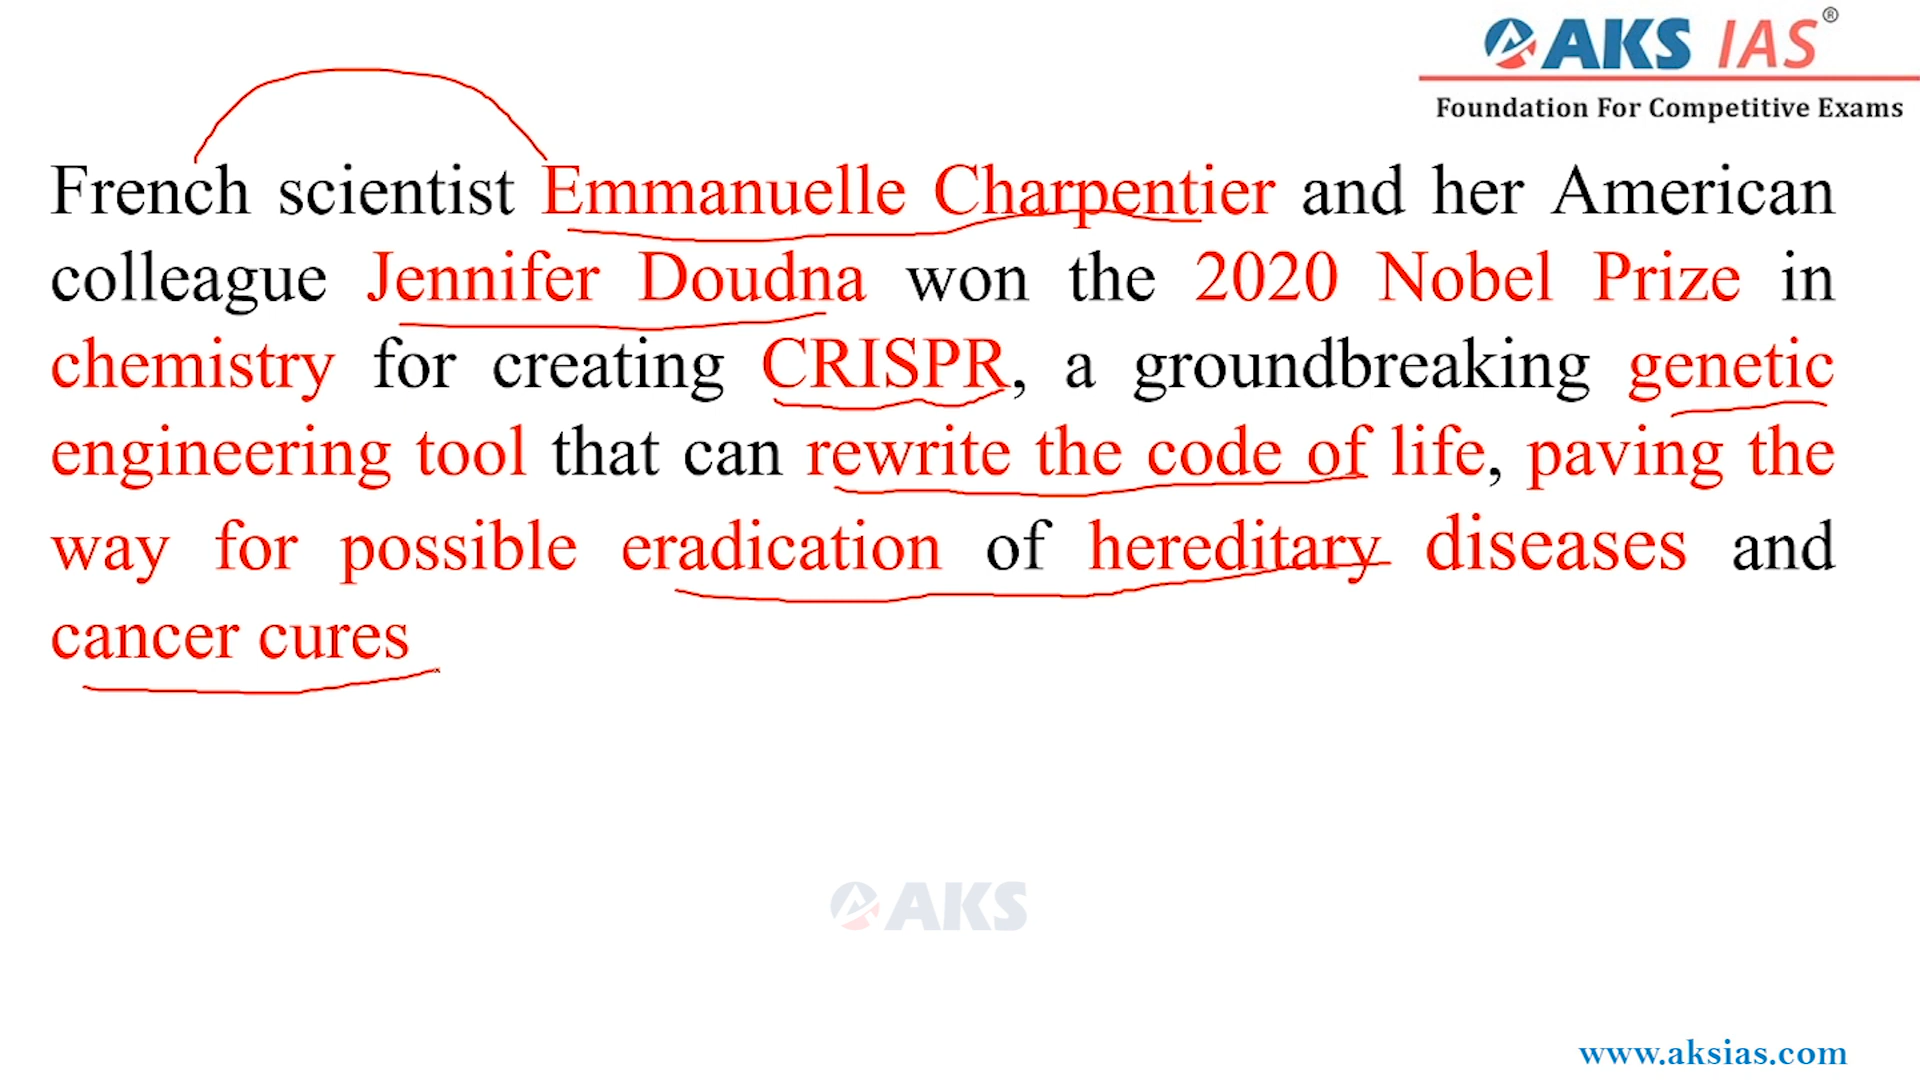 AKS IAS®
Foundation For Competitive Exams
French scientist Emmanuelle Charpentier and her American
colleague Jennifer Doudna won the 2020 Nobel Prize in
chemistry for creating CRISPR, a groundbreaking genetic
engineering tool that can rewrite the code of life, paving the
way for possible eradication of hereditary diseases and
cancer cures
AKS
www.aksias.com